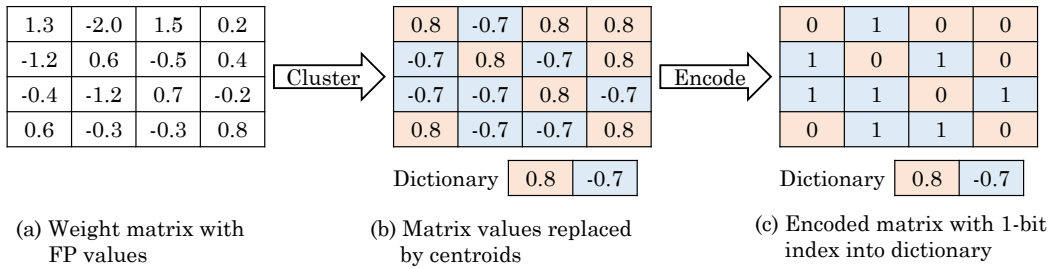 1.3 -2.0 1.5 0.2 0.8 -0.7 0.8 0.8 0 1 0 0
-1.2 0.6 -0.5 0.4 Cluster -0.7 0.8 -0.7 0.8 Encode 1 0 1 0
-0.4 -1.2 0.7 -0.2 -0.7 -0.7 0.8 -0.7 1 1 0 1
0.6 -0.3 -0.3 0.8 0.8 -0.7 -0.7 0.8 0 1 1 0
Dictionary 0.8 -0.7 Dictionary 0.8 -0.7
(a) Weight matrix with
FP values
(b) Matrix values replaced
by centroids
(c) Encoded matrix with 1-bit
index into dictionary